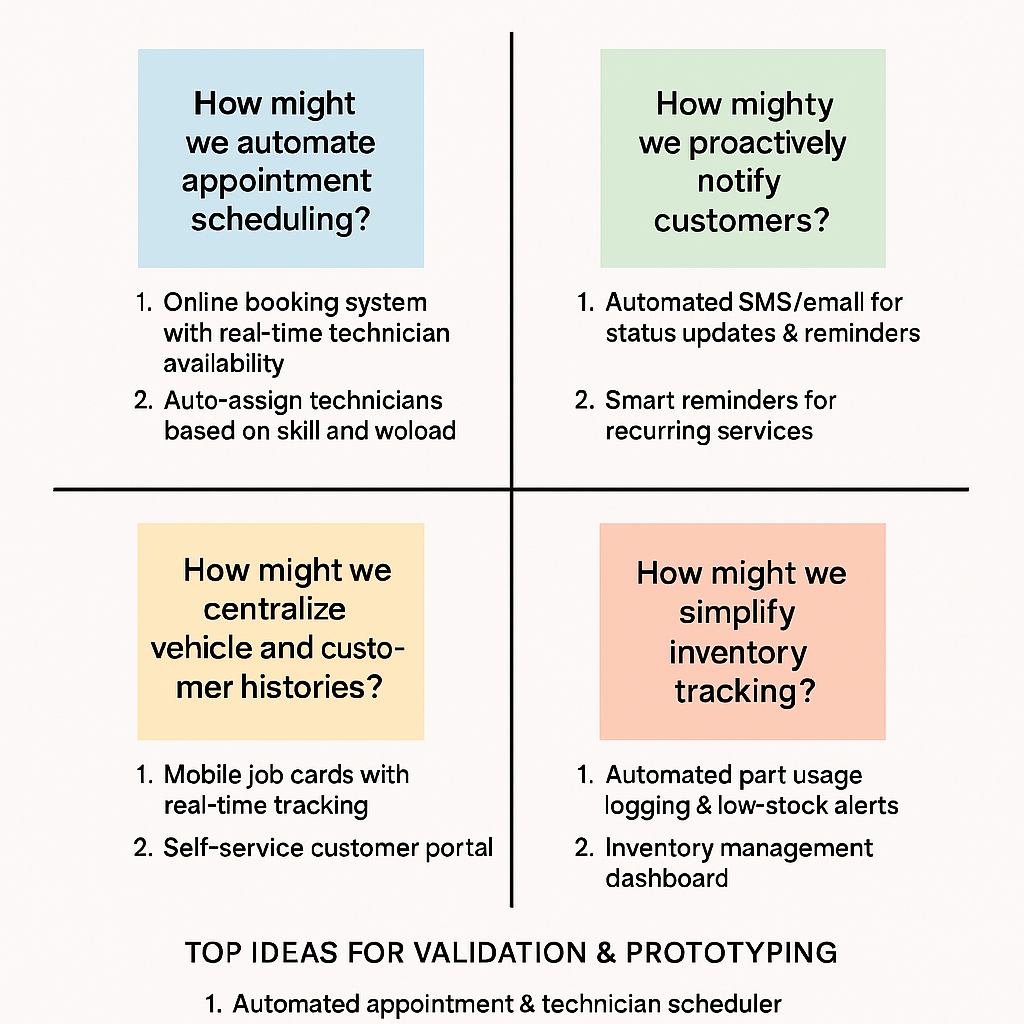 How might
we automate
appointment
scheduling?
1. Online booking system
with real-time technician
availability
2. Auto-assign technicians
based on skill and woload
How mighty
we proactively
notify
customers?
1. Automated SMS/emall for
status updates & reminders
2. Smart reminders for
recurring services
How might we
centralize
vehicle and custo-
mer histories?
1. Mobile job cards with
real-time tracking
2. Self-service customer portal
How might we
simplify
inventory
tracking?
1. Automated part usage
logging & low-stock alerts
2. Inventory management
dashboard
TOP IDEAS FOR VALIDATION & PROTOTYPING
1. Automated appointment & technician scheduler